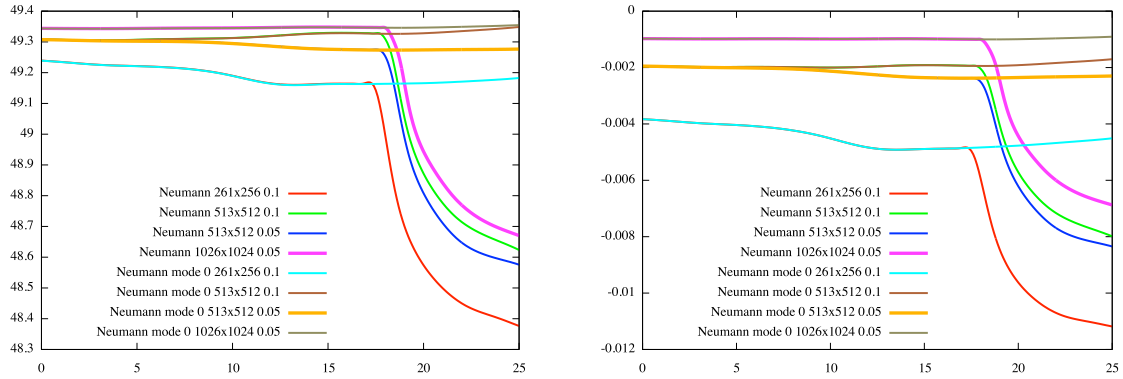 49.4
49.3
49.2
49.1
49
48.9
48.8
48.7
48.6
48.5
48.4
48.3
0 5 10 15 20 25
Neumann 261x256 0.1
Neumann 513x512 0.1
Neumann 513x512 0.05
Neumann 1026x1024 0.05
Neumann mode 0 261x256 0.1
Neumann mode 0 513x512 0.1
Neumann mode 0 513x512 0.05
Neumann mode 0 1026x1024 0.05
0
-0.002
-0.004
-0.006
-0.008
-0.01
-0.012
0 5 10 15 20 25
Neumann 261x256 0.1
Neumann 513x512 0.1
Neumann 513x512 0.05
Neumann 1026x1024 0.05
Neumann mode 0 261x256 0.1
Neumann mode 0 513x512 0.1
Neumann mode 0 513x512 0.05
Neumann mode 0 1026x1024 0.05